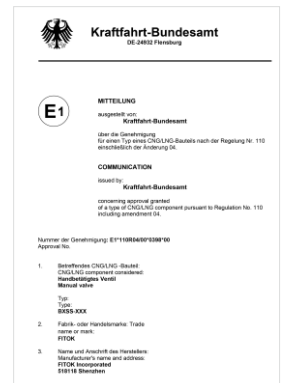 Kraftfahrt-Bundesamt
DE-24932 Flensburg
E1
MITTEILUNG
ausgestellt von:
Kraftfahrt-Bundesamt
über die Genehmigung
für einen Typ eines CNG/LNG-Bauteils nach der Regelung Nr. 110
einschließlich der Änderung 04.
COMMUNICATION
issued by:
Kraftfahrt-Bundesamt
concerning approval granted
of a type of CNG/LNG component pursuant to Regulation No. 110
including amendment 04.
Nummer der Genehmigung: E1*110R04/00*0398*00
Approval No.
1. Betreffendes CNG/LNG -Bauteil:
CNG/LNG component considered:
Handbetätigtes Ventil
Manual valve
Typ:
Type:
BXSS-XXX
2. Fabrik- oder Handelsmarke: Trade
name or mark:
FITOK
3. Name und Anschrift des Herstellers:
Manufacturer's name and address:
FITOK Incorporated
518118 Shenzhen